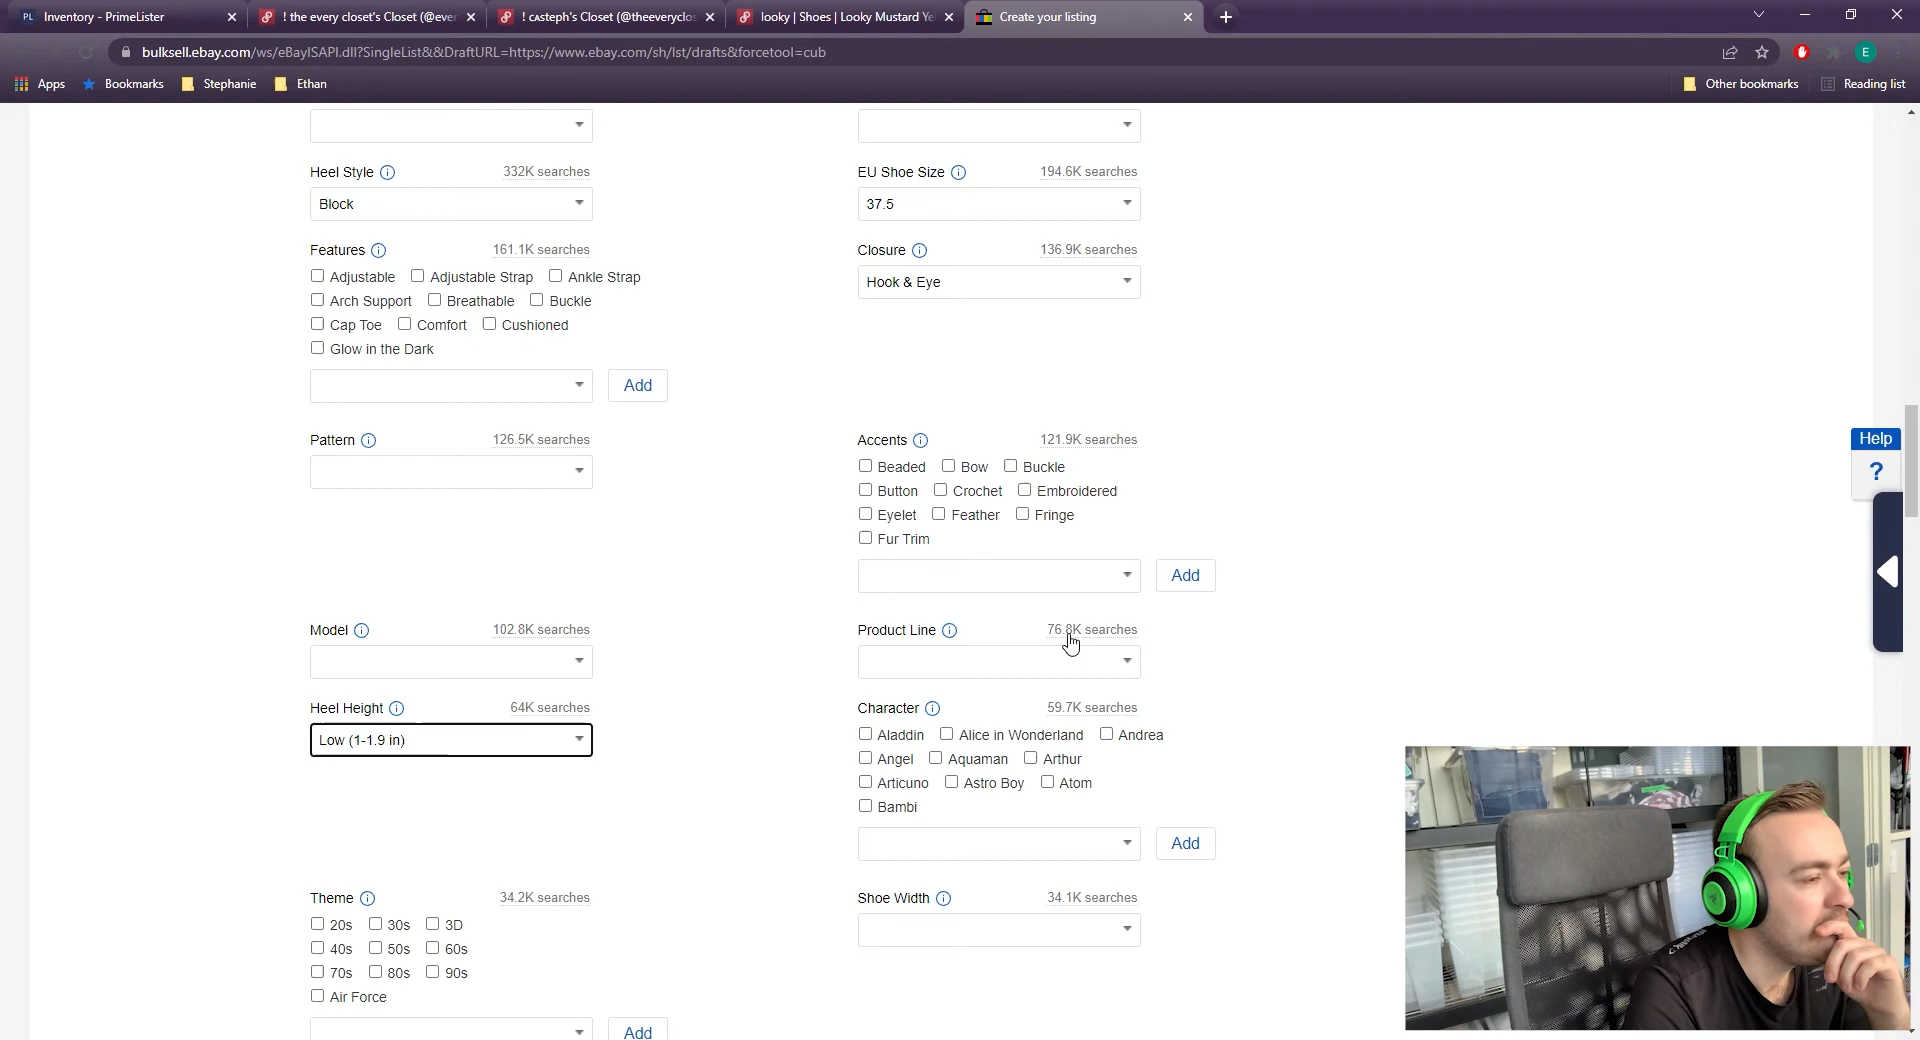 PL Inventory - PrimeLister
! the every closet's Closet (@ever
! cᴀsteph's Closet (@theeveryclos
looky | Shoes | Looky Mustard Ye
Create your listing
bulksell.ebay.com/ws/eBayISAPI.dll?SingleList&&DraftURL=https://www.ebay.com/sh/lst/drafts&forcetool=cub
E
Apps Bookmarks Stephanie Ethan Other bookmarks Reading list
Heel Style 332K searches
Block
EU Shoe Size 194.6K searches
37.5
Features 161.1K searches
Adjustable Adjustable Strap Ankle Strap
Arch Support Breathable Buckle
Cap Toe Comfort Cushioned
Glow in the Dark
Add
Closure 136.9K searches
Hook & Eye
Pattern 126.5K searches
Accents 121.9K searches
Beaded Bow Buckle
Button Crochet Embroidered
Eyelet Feather Fringe
Fur Trim
Add
Help
?
Model 102.8K searches
Product Line 76.8K searches
Heel Height 64K searches
Low (1-1.9 in)
Character 59.7K searches
Aladdin Alice in Wonderland Andrea
Angel Aquaman Arthur
Articuno Astro Boy Atom
Bambi
Add
Theme 34.2K searches
20s 30s 3D
40s 50s 60s
70s 80s 90s
Air Force
Add
Shoe Width 34.1K searches